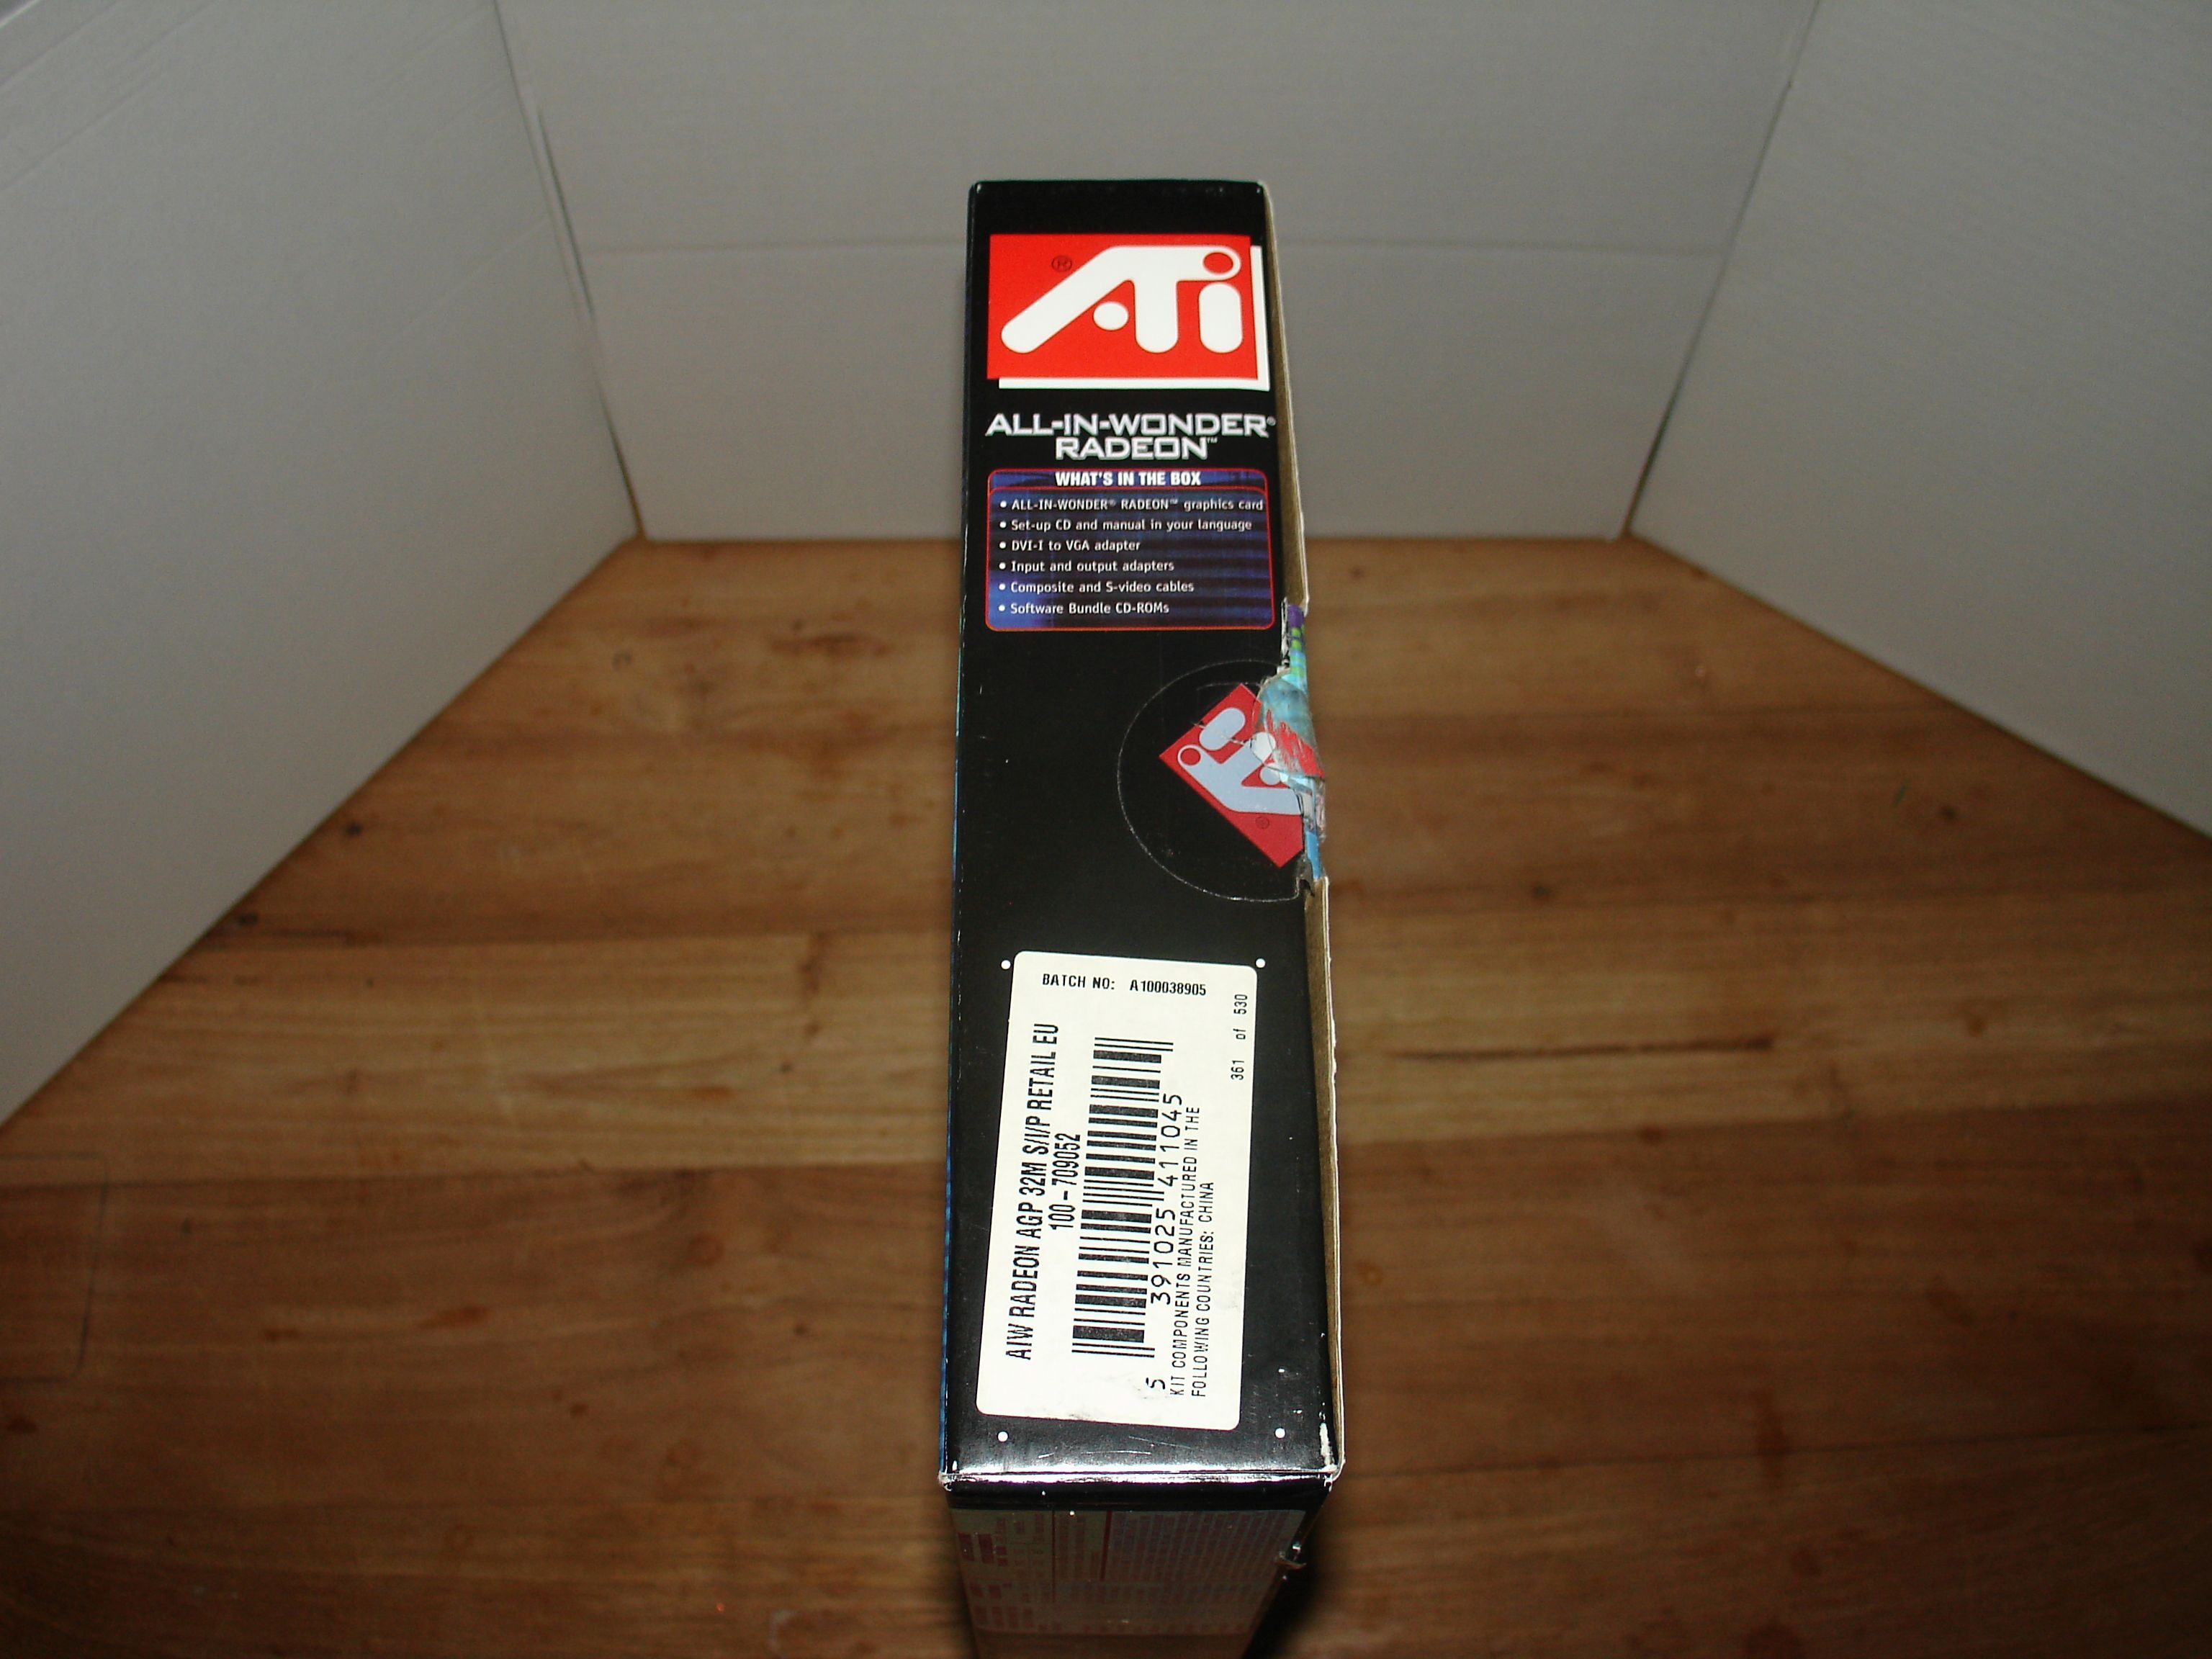 ATi ®
ALL-IN-WONDER®
RADEON™
WHAT'S IN THE BOX
• ALL-IN-WONDER® RADEON™ graphics card
• Set-up CD and manual in your language
• DVI-I to VGA adapter
• Input and output adapters
• Composite and S-video cables
• Software Bundle CD-ROMs
ATi ®
BATCH NO: A100038905
361 of 530
AIW RADEON AGP 32M S/I/P RETAIL EU
100-709052
5 391025 411045
KIT COMPONENTS MANUFACTURED IN THE
FOLLOWING COUNTRIES: CHINA